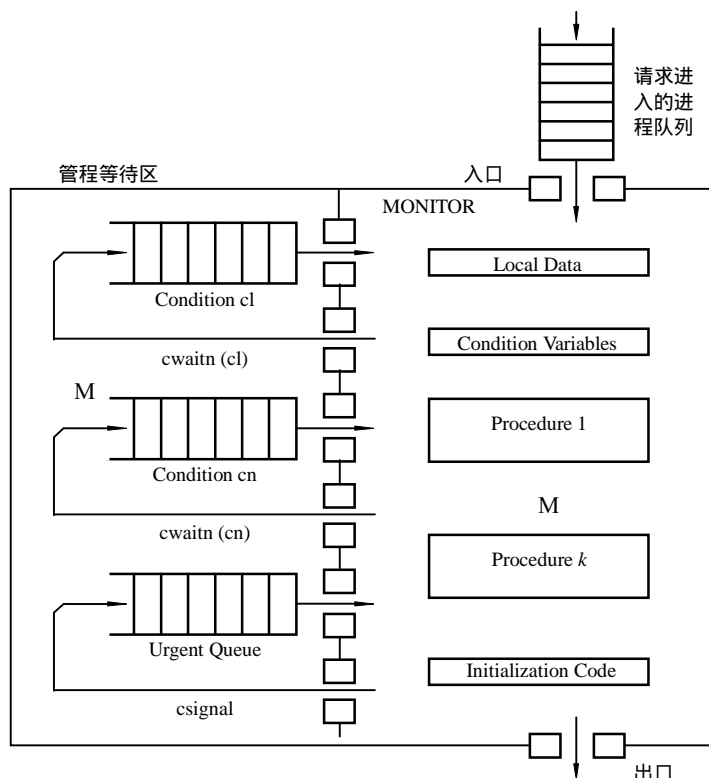 请求进
入的进
程队列
管程等待区
入口
MONITOR
Local Data
Condition cl
Condition Variables
cwaitn (cl)
M
Procedure 1
Condition cn
M
cwaitn (cn)
Procedure k
Urgent Queue
Initialization Code
csignal
出口